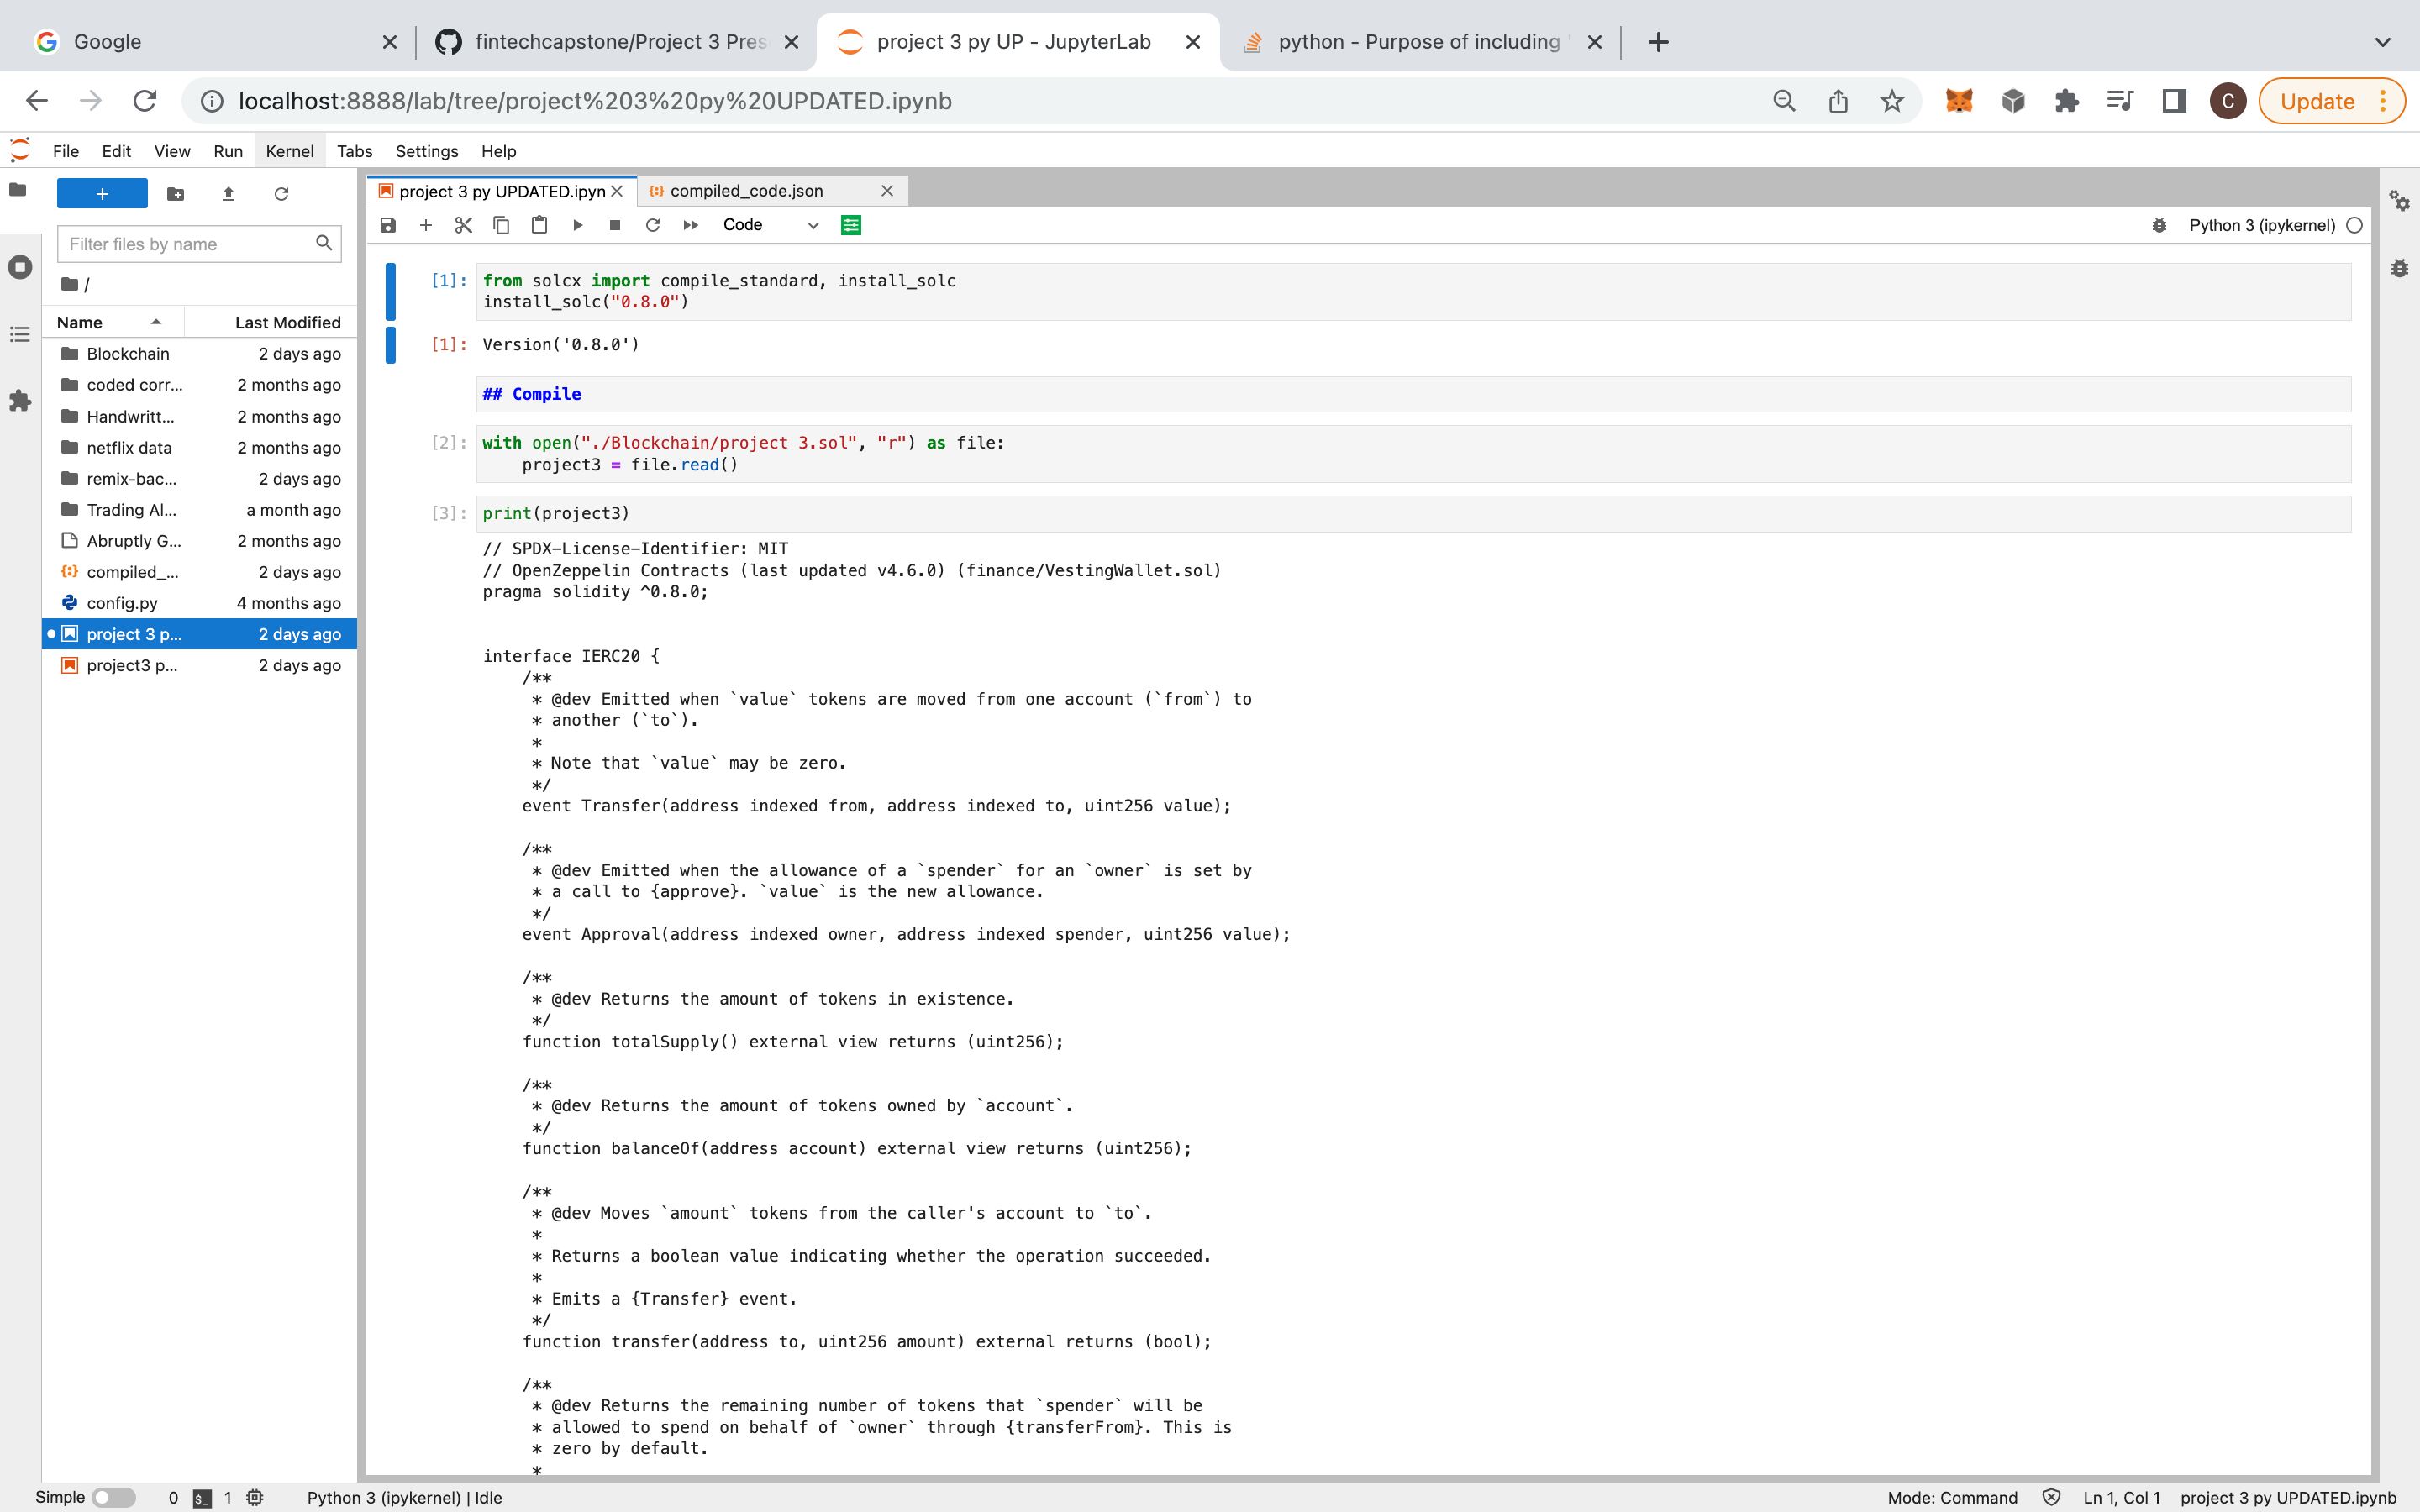 Google
fintechcapstone/Project 3 Pres
project 3 py UP - JupyterLab
python - Purpose of including '
localhost:8888/lab/tree/project%203%20py%20UPDATED.ipynb
C
Update
File Edit View Run Kernel Tabs Settings Help
Filter files by name
/
Name Last Modified
Blockchain 2 days ago
coded corr... 2 months ago
Handwritt... 2 months ago
netflix data 2 months ago
remix-bac... 2 days ago
Trading Al... a month ago
Abruptly G... 2 months ago
compiled_... 2 days ago
config.py 4 months ago
project 3 p... 2 days ago
project3 p... 2 days ago
project 3 py UPDATED.ipyn
compiled_code.json
Code
Python 3 (ipykernel)
[1]: from solcx import compile_standard, install_solc
install_solc("0.8.0")
[1]: Version('0.8.0')
## Compile
[2]: with open("./Blockchain/project 3.sol", "r") as file:
    project3 = file.read()
[3]: print(project3)
// SPDX-License-Identifier: MIT
// OpenZeppelin Contracts (last updated v4.6.0) (finance/VestingWallet.sol)
pragma solidity ^0.8.0;
interface IERC20 {
    /**
     * @dev Emitted when `value` tokens are moved from one account (`from`) to
     * another (`to`).
     *
     * Note that `value` may be zero.
     */
    event Transfer(address indexed from, address indexed to, uint256 value);
    /**
     * @dev Emitted when the allowance of a `spender` for an `owner` is set by
     * a call to {approve}. `value` is the new allowance.
     */
    event Approval(address indexed owner, address indexed spender, uint256 value);
    /**
     * @dev Returns the amount of tokens in existence.
     */
    function totalSupply() external view returns (uint256);
    /**
     * @dev Returns the amount of tokens owned by `account`.
     */
    function balanceOf(address account) external view returns (uint256);
    /**
     * @dev Moves `amount` tokens from the caller's account to `to`.
     *
     * Returns a boolean value indicating whether the operation succeeded.
     *
     * Emits a {Transfer} event.
     */
    function transfer(address to, uint256 amount) external returns (bool);
    /**
     * @dev Returns the remaining number of tokens that `spender` will be
     * allowed to spend on behalf of `owner` through {transferFrom}. This is
     * zero by default.
     *
Simple 0 $_ 1 Python 3 (ipykernel) | Idle
Mode: Command Ln 1, Col 1 project 3 py UPDATED.ipynb